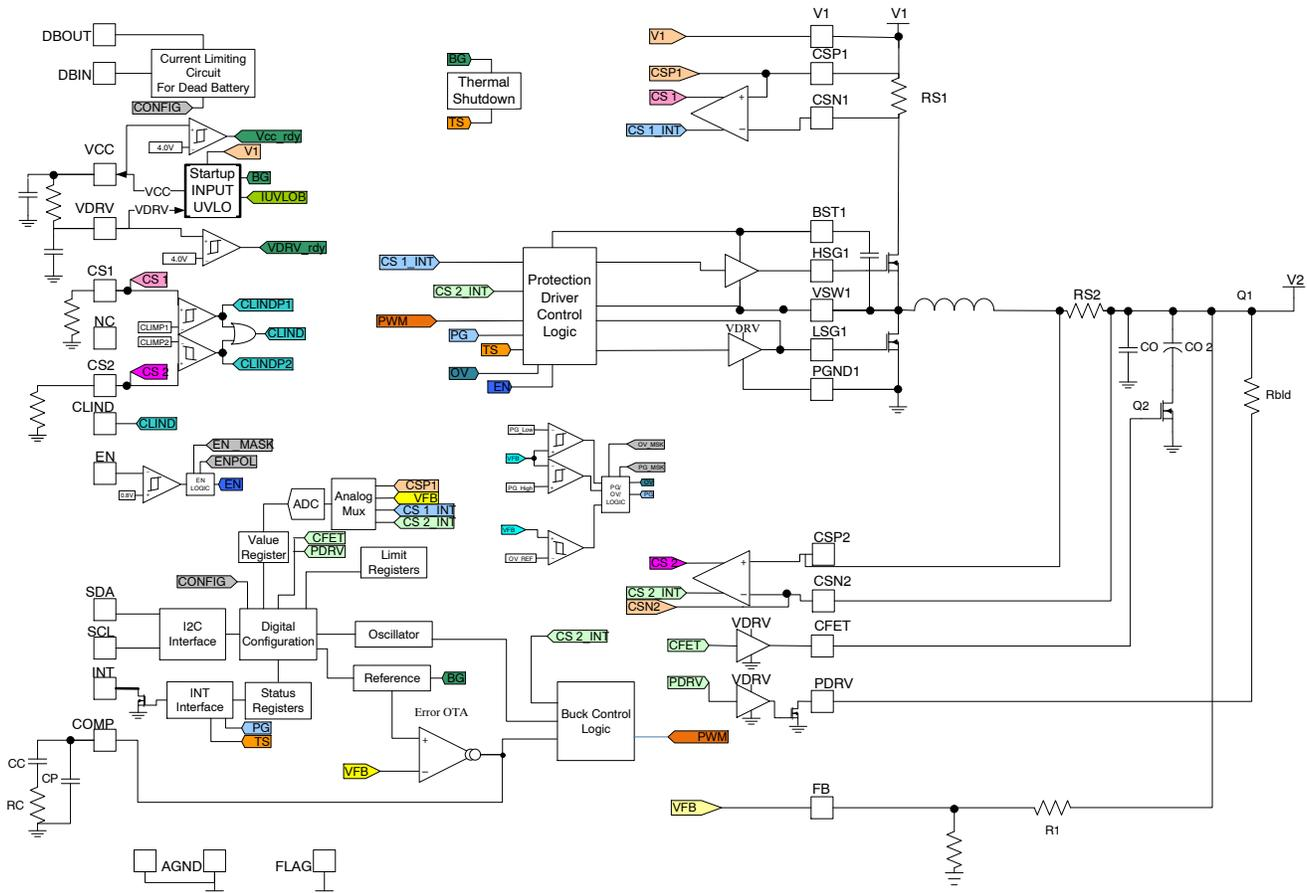 DBOUT
DBIN
Current Limiting
Circuit
For Dead Battery
CONFIG
Vcc_rdy
4.0V
V1
VCC
Startup
INPUT
UVLO
VCC
BG
IUVLOB
VDRV
VDRV
VDRV_rdy
4.0V
CS1
CS 1
CLINDP1
CLIMP1
NC
CLIND
CLIMP2
CLINDP2
CS2
CS 2
CLIND
CLIND
EN
EN _MASK
ENPOL
0.8V
EN
LOGIC
EN
BG
Thermal
Shutdown
TS
V1
V1
V1
CSP1
CSP1
CS 1
CSN1
CS 1_INT
RS1
BST1
HSG1
VSW1
LSG1
PGND1
VDRV
CS 1_INT
CS 2_INT
PWM
PG
TS
OV
EN
Protection
Driver
Control
Logic
RS2
Q1
V2
CO
CO 2
Q2
Rbld
PG_Low
VFB
PG_High
VFB
OV_REF
OV_MSK
PG_MSK
PG/
OV/
LOGIC
OV
PG
ADC
Analog
Mux
CSP1
VFB
CS 1_INT
CS 2_INT
Value
Register
CFET
PDRV
Limit
Registers
CONFIG
SDA
SCL
I2C
Interface
Digital
Configuration
Oscillator
Reference
BG
INT
INT
Interface
Status
Registers
PG
TS
COMP
CC
CP
RC
Error OTA
+
−
VFB
CS 2_INT
Buck Control
Logic
PWM
CSP2
CS 2
CS 2_INT
CSN2
CSN2
VDRV
CFET
CFET
VDRV
PDRV
PDRV
FB
VFB
R1
AGND
FLAG